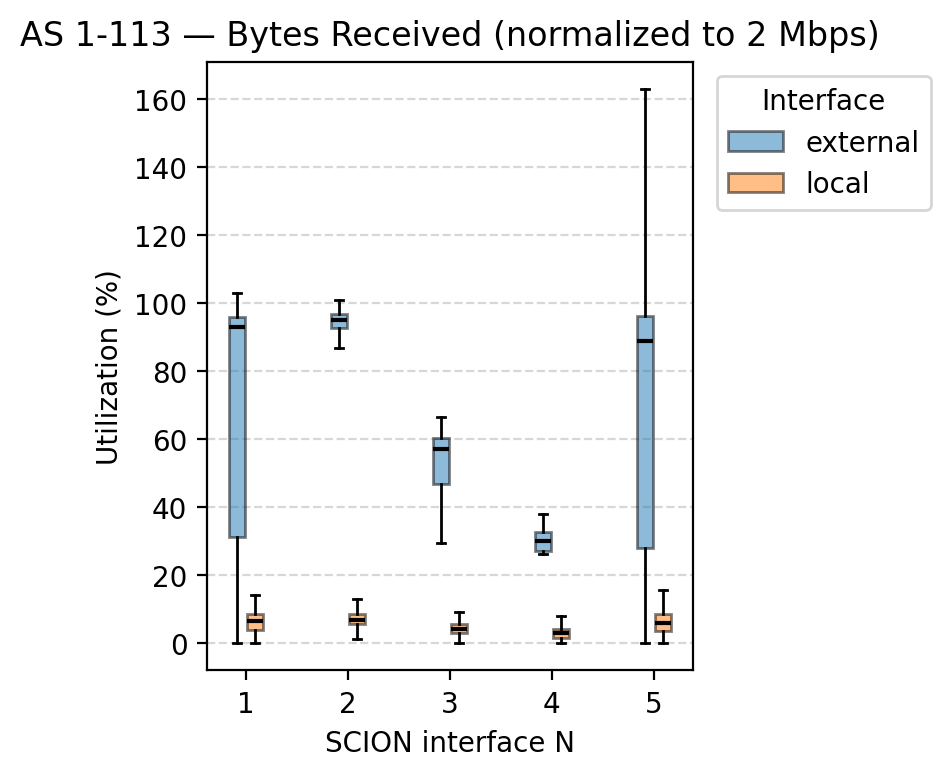 AS 1-113 — Bytes Received (normalized to 2 Mbps)
Interface
external
local
Utilization (%)
160
140
120
100
80
60
40
20
0
1 2 3 4 5
SCION interface N